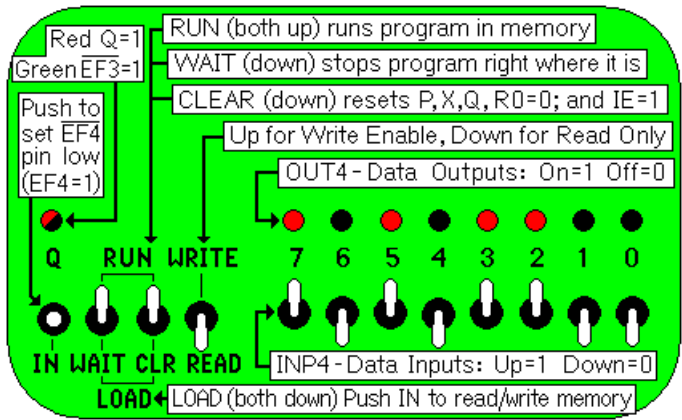 RUN (both up) runs program in memory
Red Q=1
Green E̅F̅3̅=1
WAIT (down) stops program right where it is
CLEAR (down) resets P,X,Q,R0=0; and IE=1
Push to
set E̅F̅4̅
pin low
(EF4=1)
Up for Write Enable, Down for Read Only
OUT4-Data Outputs: On=1 Off=0
Q RUN WRITE 7 6 5 4 3 2 1 0
IN WAIT CLR READ
INP4-Data Inputs: Up=1 Down=0
LOAD
LOAD (both down) Push IN to read/write memory